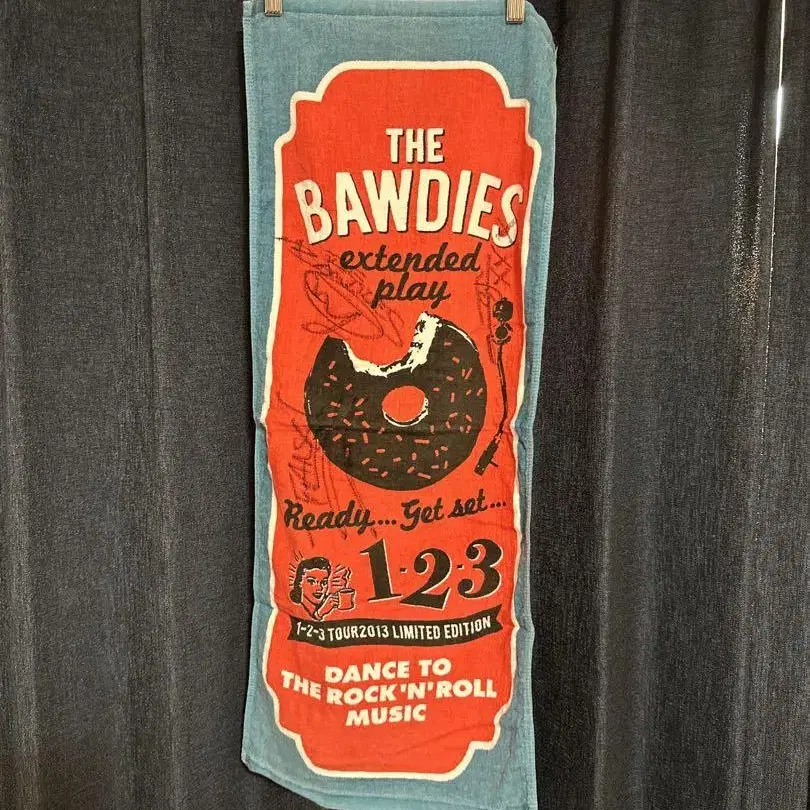 THE
BAWDIES
extended
play
Ready... Get set...
1-2-3
1-2-3 TOUR2013 LIMITED EDITION
DANCE TO
THE ROCK'N'ROLL
MUSIC